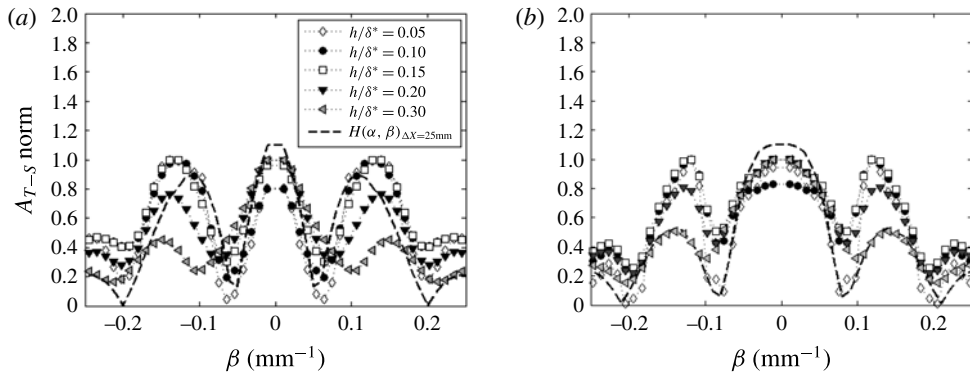 (a)
2.0
1.8
1.6
1.4
1.2
1.0
0.8
0.6
0.4
0.2
0
A_{T–S} norm
h/δ* = 0.05
h/δ* = 0.10
h/δ* = 0.15
h/δ* = 0.20
h/δ* = 0.30
H(α, β)_{ΔX=25mm}
–0.2 –0.1 0 0.1 0.2
β (mm⁻¹)
(b)
2.0
1.8
1.6
1.4
1.2
1.0
0.8
0.6
0.4
0.2
0
–0.2 –0.1 0 0.1 0.2
β (mm⁻¹)